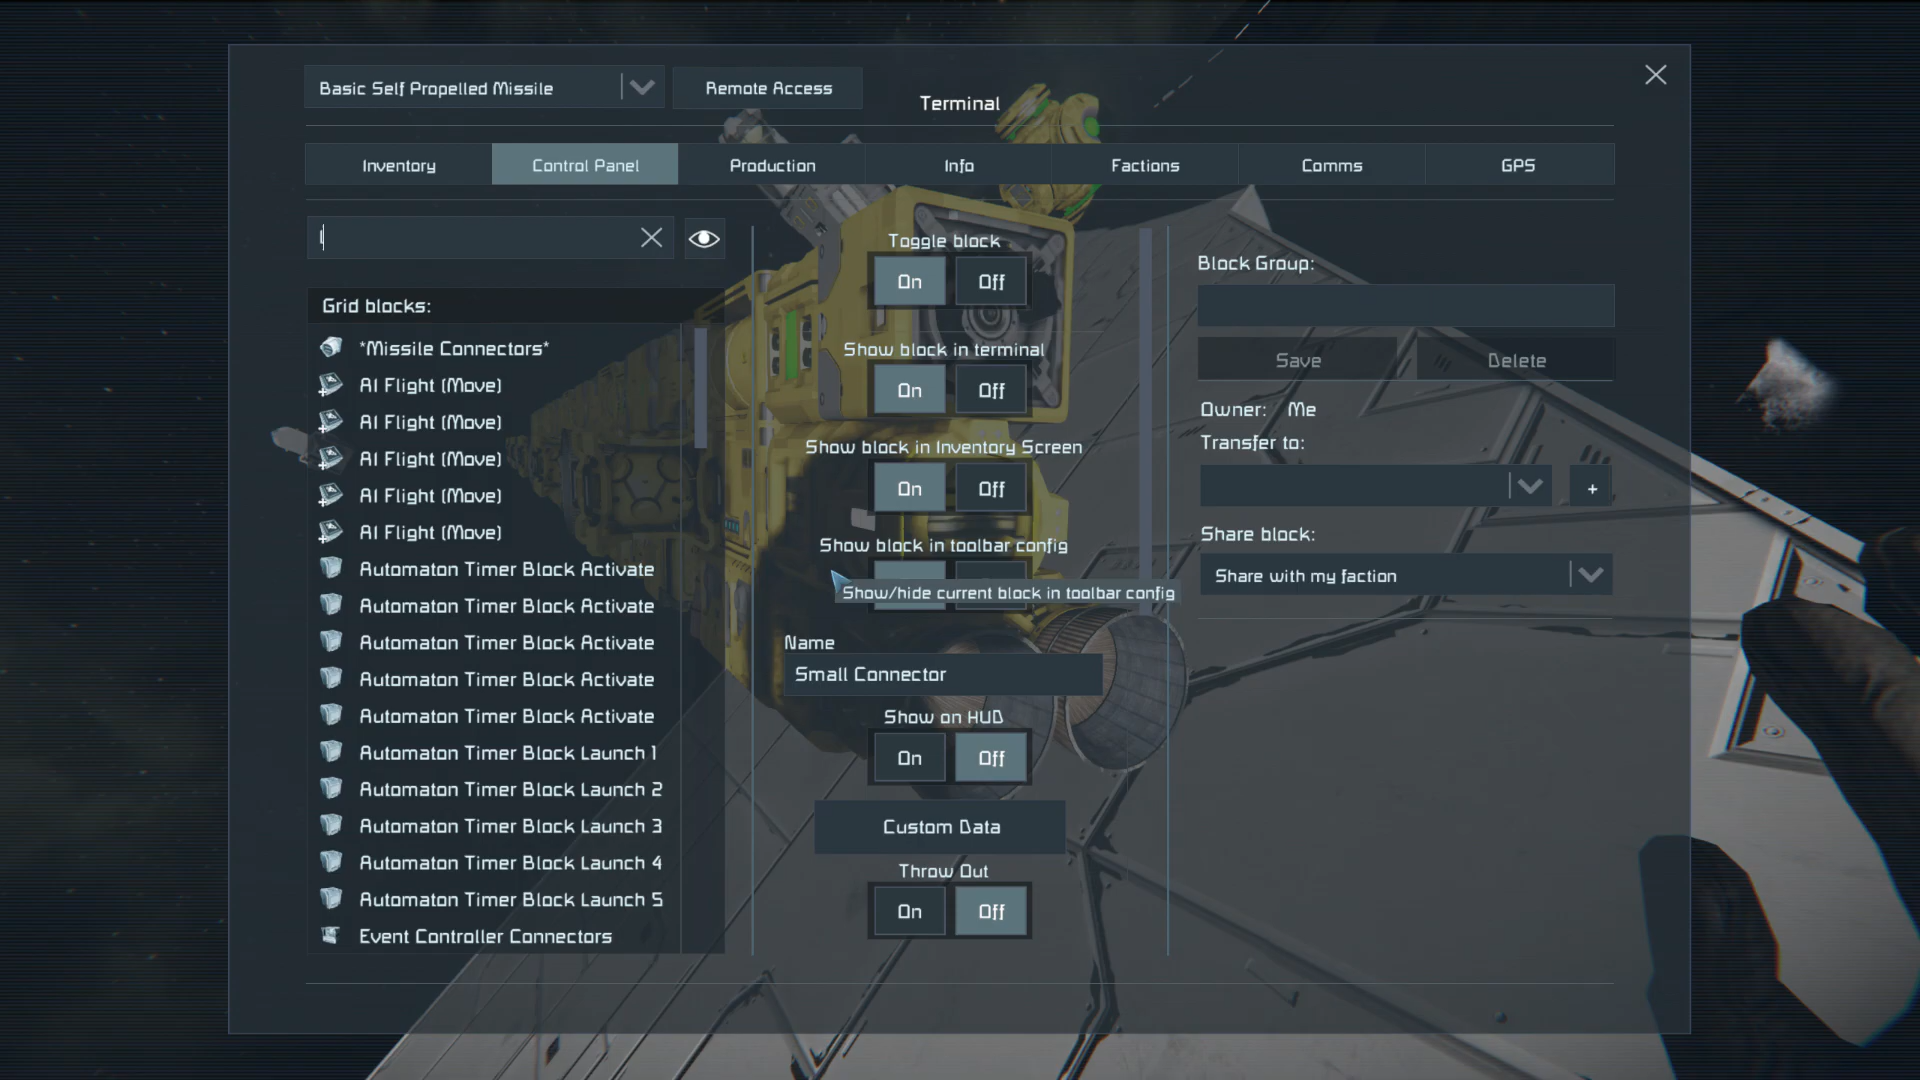 Basic Self Propelled Missile
Remote Access
Terminal
Inventory
Control Panel
Production
Info
Factions
Comms
GPS
l
Grid blocks:
*Missile Connectors*
AI Flight (Move)
AI Flight (Move)
AI Flight (Move)
AI Flight (Move)
AI Flight (Move)
Automaton Timer Block Activate
Automaton Timer Block Activate
Automaton Timer Block Activate
Automaton Timer Block Activate
Automaton Timer Block Activate
Automaton Timer Block Launch 1
Automaton Timer Block Launch 2
Automaton Timer Block Launch 3
Automaton Timer Block Launch 4
Automaton Timer Block Launch 5
Event Controller Connectors
Toggle block
On Off
Show block in terminal
On Off
Show block in Inventory Screen
On Off
Show block in toolbar config
Show/hide current block in toolbar config
Name
Small Connector
Show on HUD
On Off
Custom Data
Throw Out
On Off
Block Group:
Save
Delete
Owner: Me
Transfer to:
+
Share block:
Share with my faction